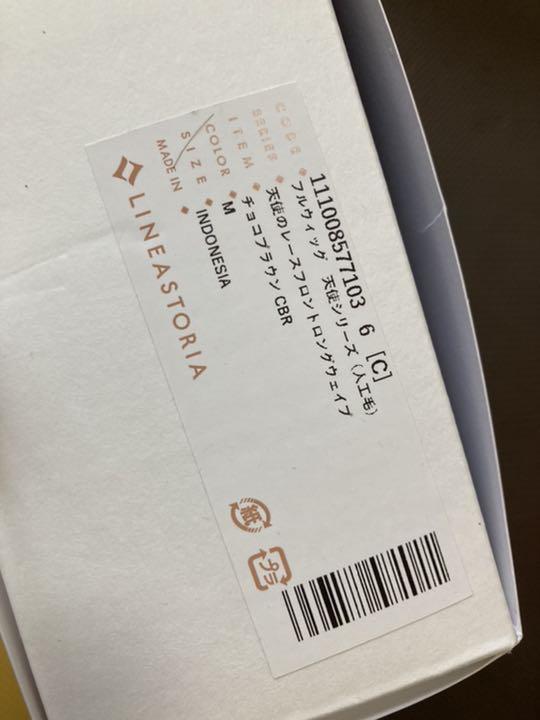 CODE ◆ 111008577103 6 [C]
SERIES ◆ フルウィッグ 天使シリーズ (人工毛)
ITEM ◆ 天使のレースフロントロングウェイブ
COLOR ◆ チョコブラウン CBR
SIZE ◆ M
MADE IN ◆ INDONESIA
LINEASTORIA
紙
プラ